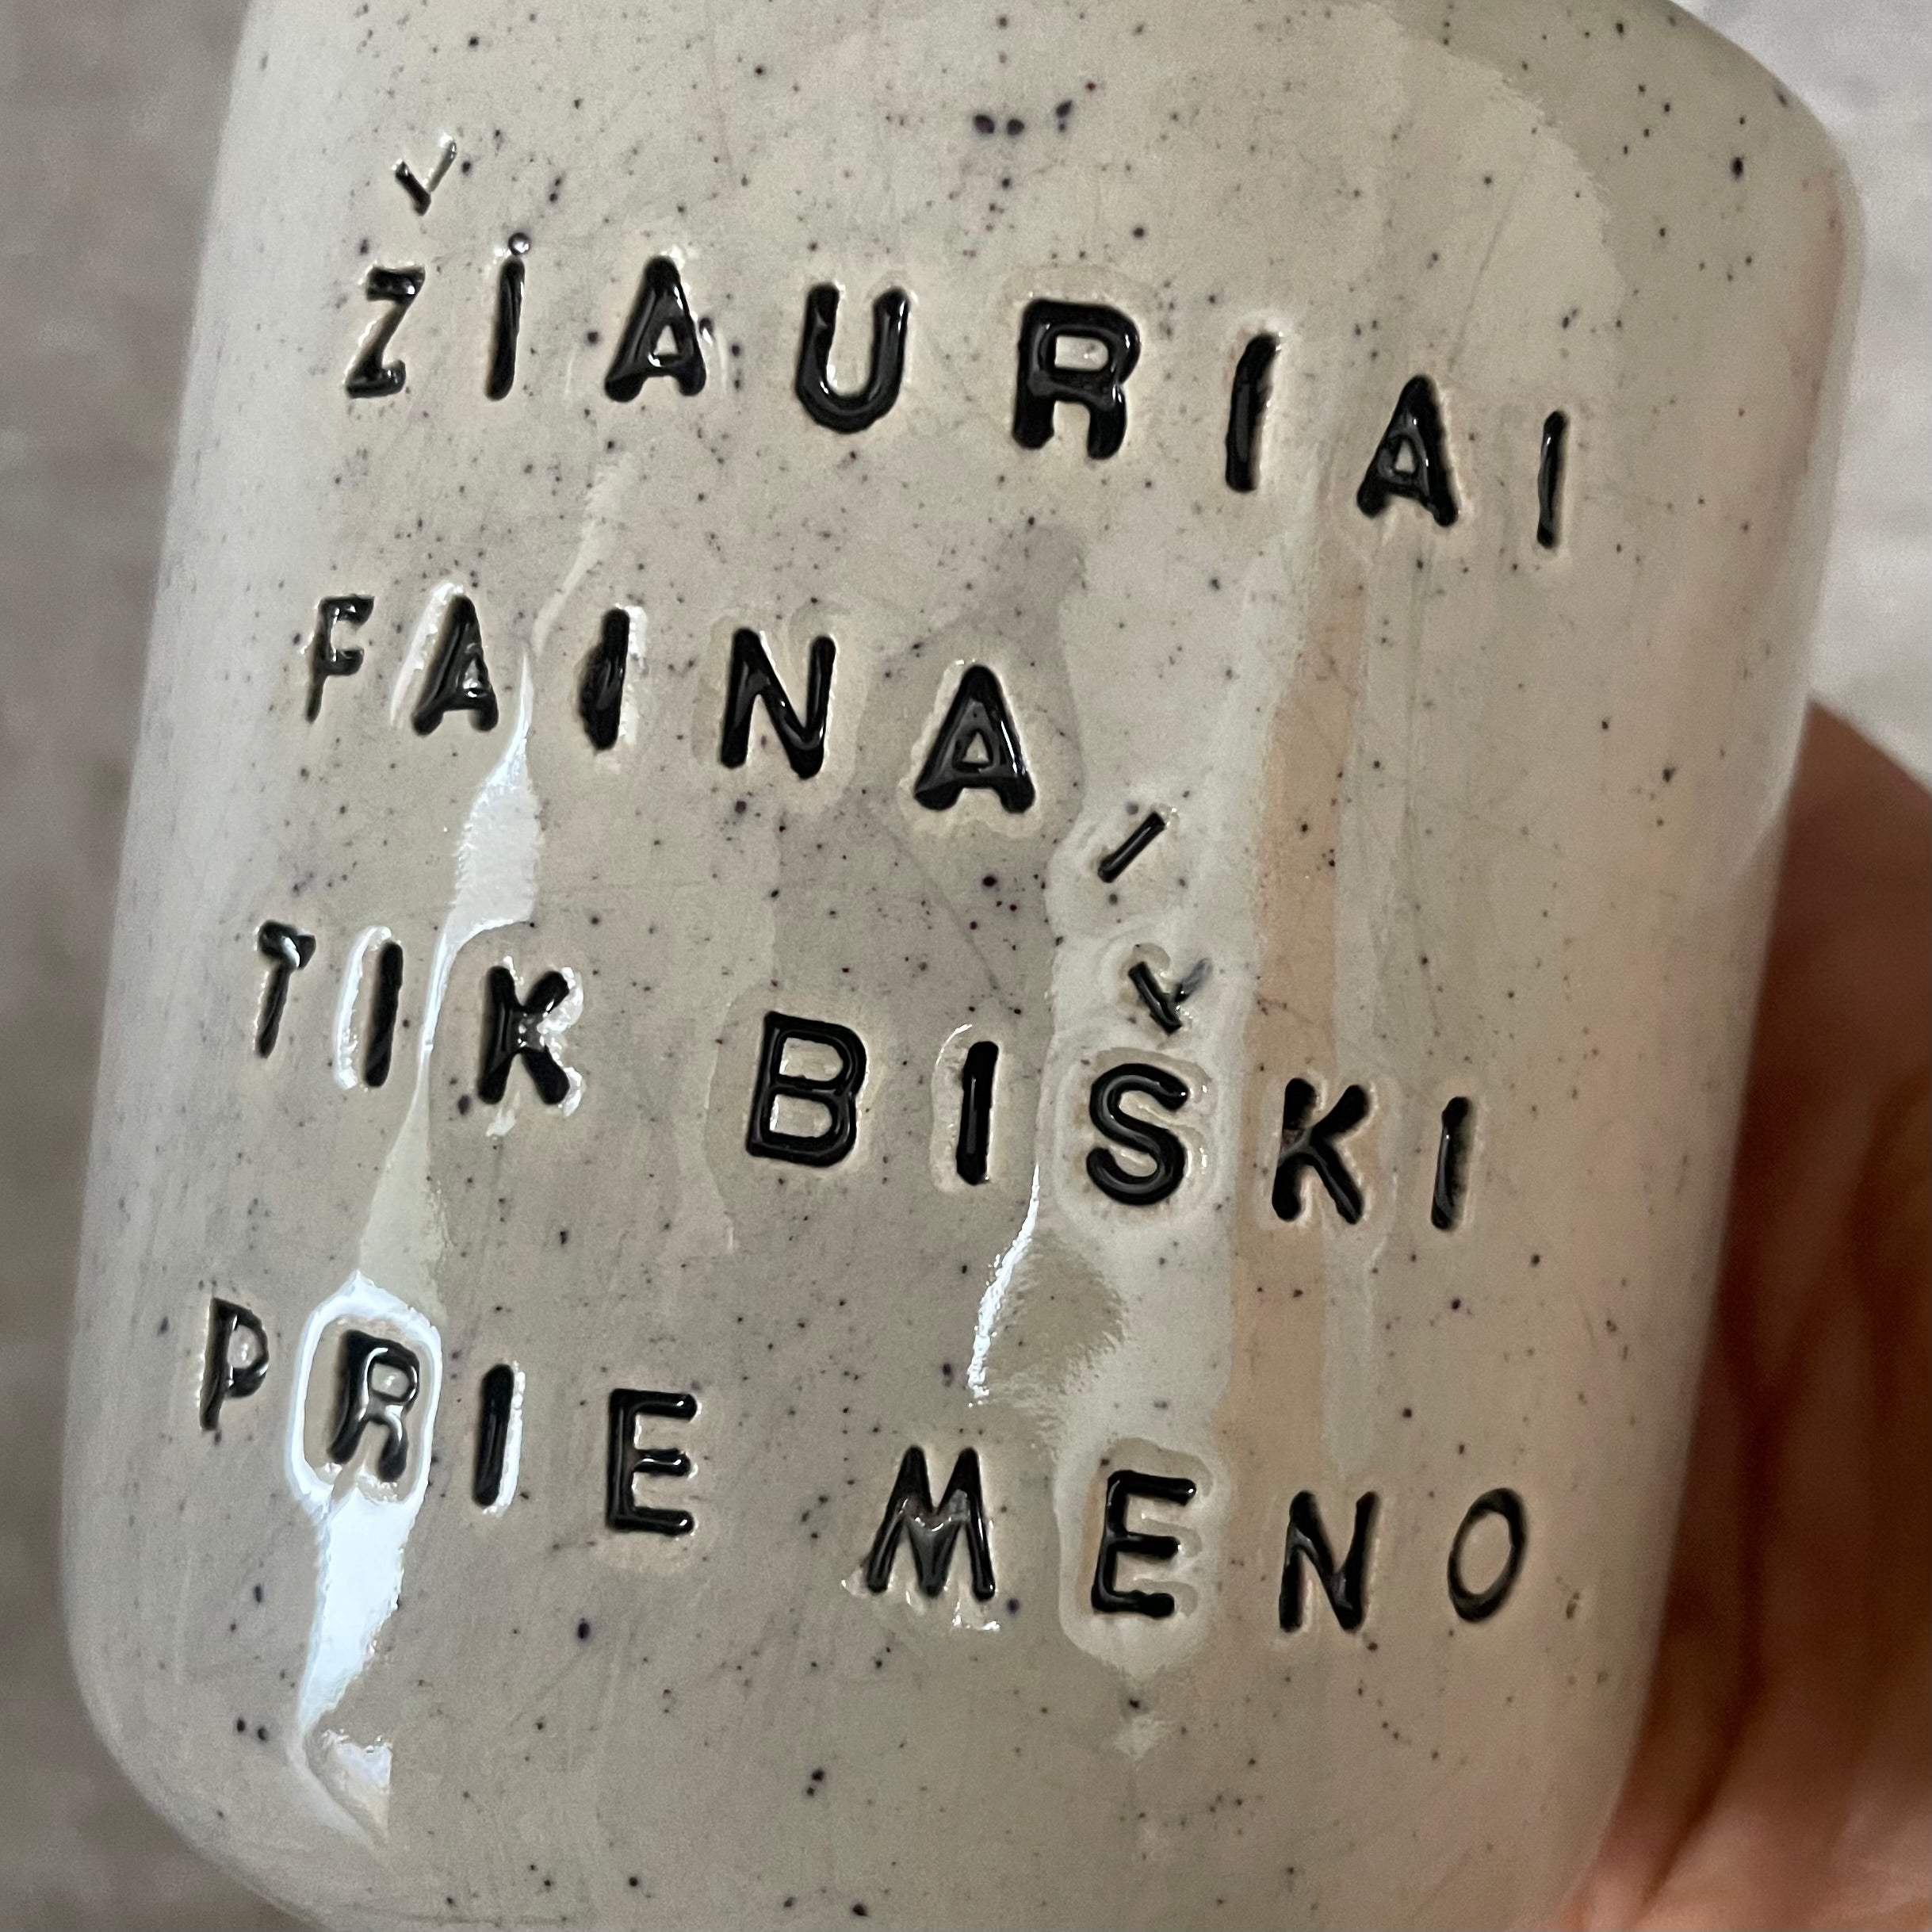 ŽIAURIAI
FAINA,
TIK BIŠKI
PRIE MENO